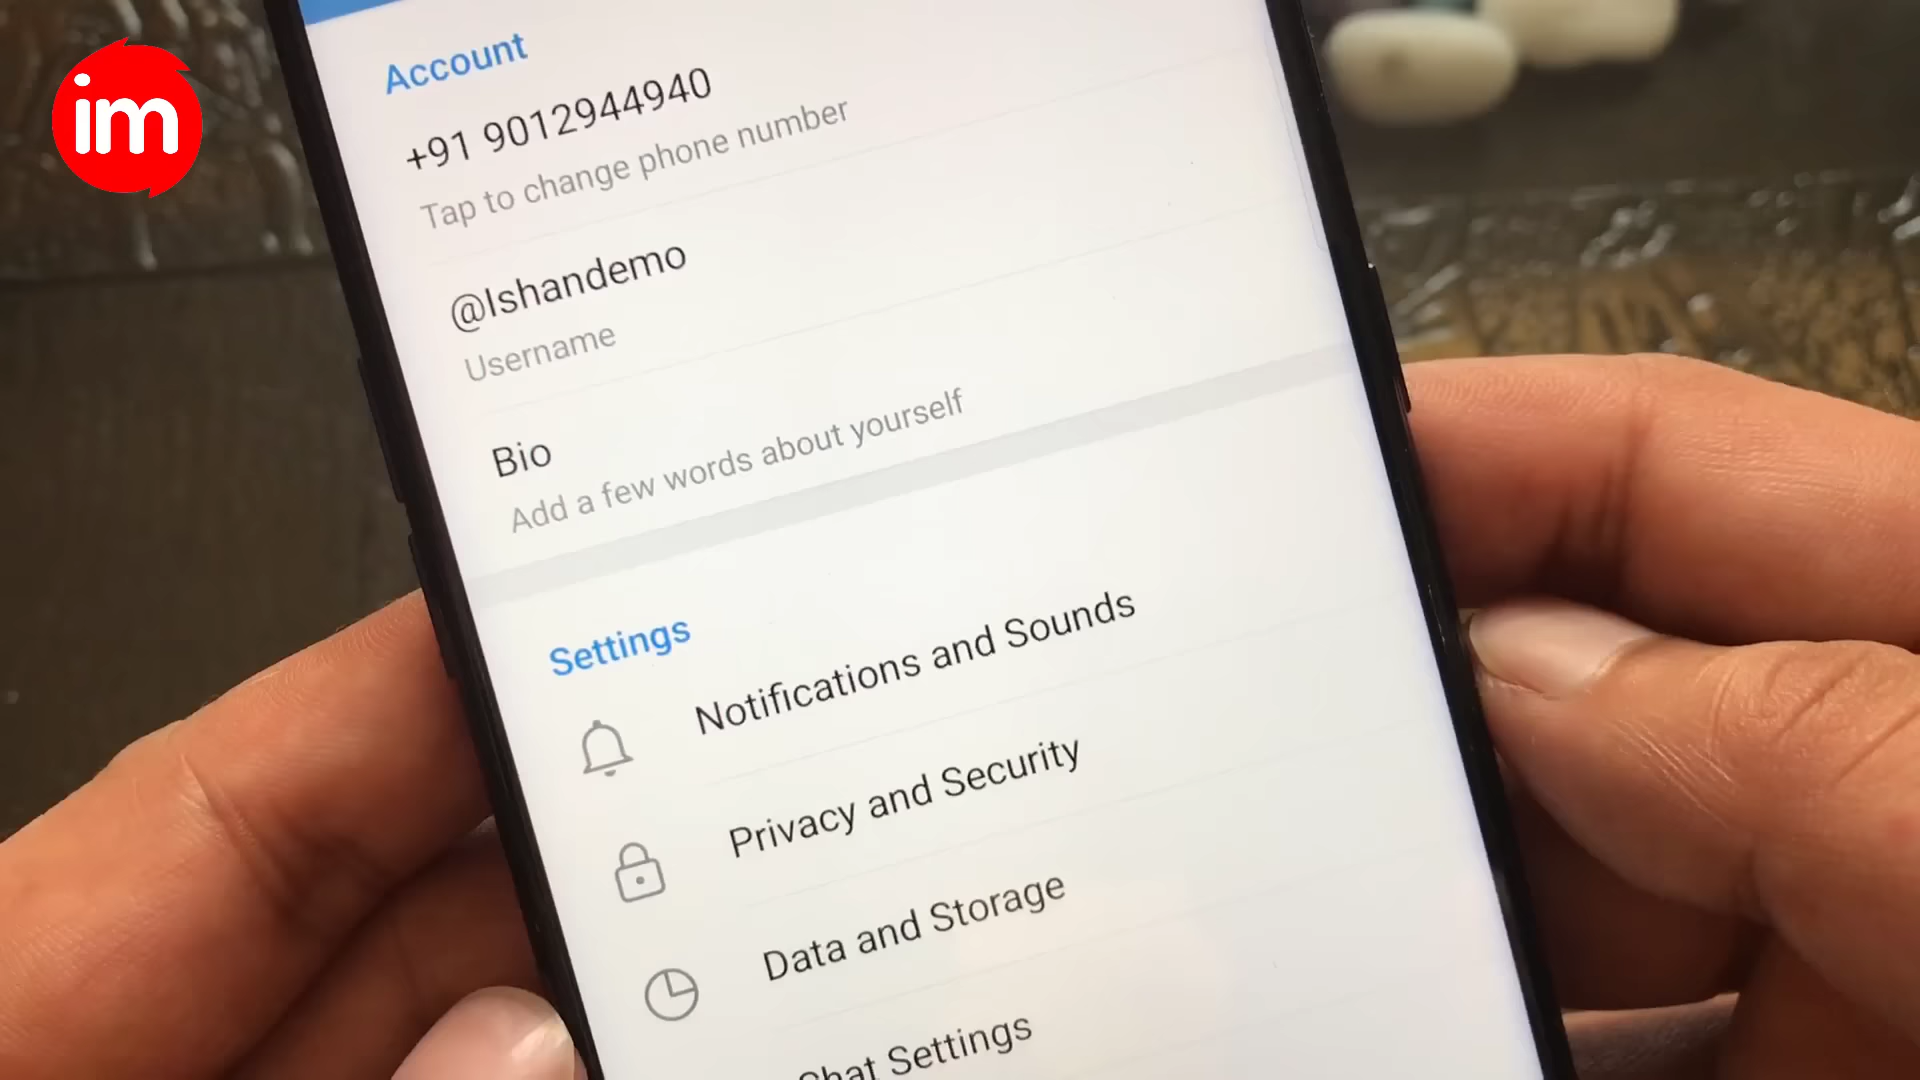 im
Account
+91 9012944940
Tap to change phone number
@Ishandemo
Username
Bio
Add a few words about yourself
Settings
Notifications and Sounds
Privacy and Security
Data and Storage
Chat Settings